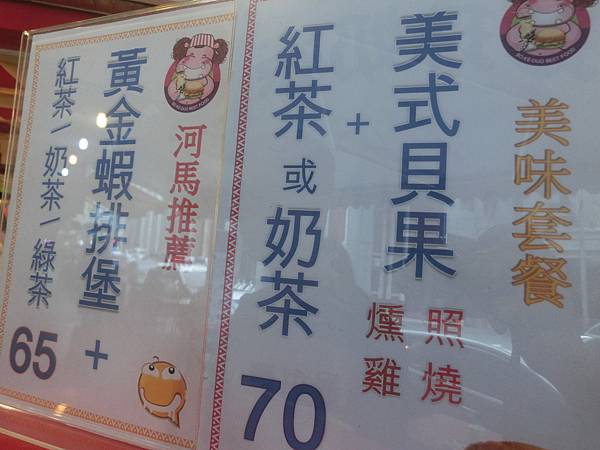 美味套餐
美式貝果
照燒
燻雞
+
紅茶或奶茶
70
河馬推薦
黃金蝦排堡
+
紅茶/奶茶/綠茶
65